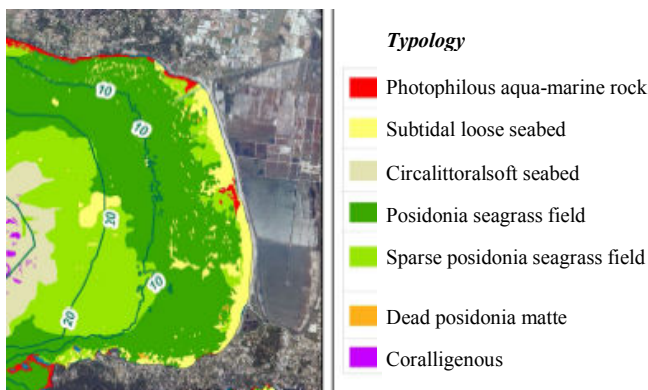 Typology
Photophilous aqua-marine rock
Subtidal loose seabed
Circalittoralsoft seabed
Posidonia seagrass field
Sparse posidonia seagrass field
Dead posidonia matte
Coralligenous
10
10
20
10
20